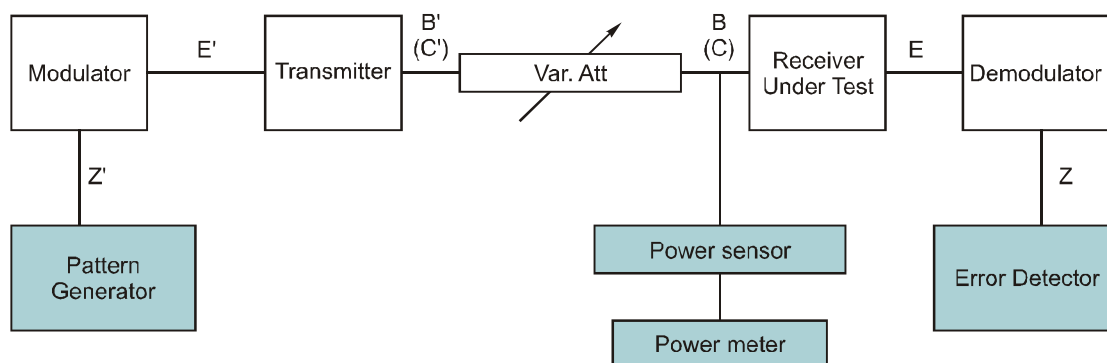 B'
(C')
B
(C)
Modulator
E'
Transmitter
Var. Att
Receiver
Under Test
E
Demodulator
Z'
Z
Pattern
Generator
Power sensor
Error Detector
Power meter